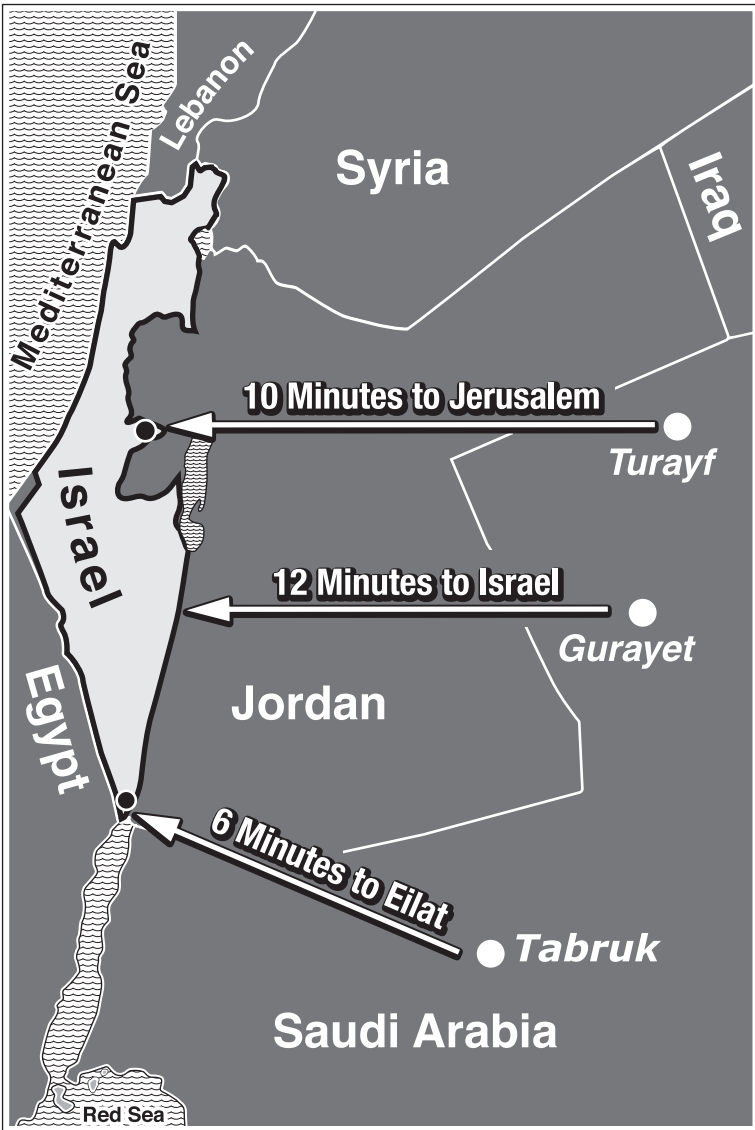 Mediterranean Sea
Lebanon
Syria
Iraq
10 Minutes to Jerusalem
Turayf
Israel
12 Minutes to Israel
Gurayet
Egypt
Jordan
6 Minutes to Eilat
Tabruk
Saudi Arabia
Red Sea